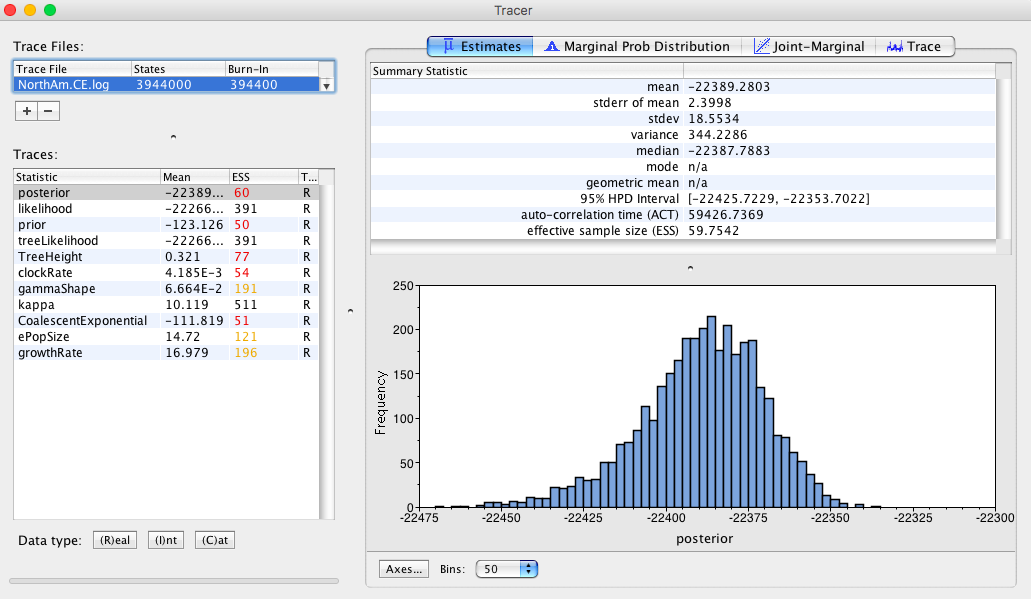 Tracer
Trace Files:
Trace File States Burn-In
NorthAm.CE.log 3944000 394400
+ −
Traces:
Statistic Mean ESS T...
posterior -22389... 60 R
likelihood -22266... 391 R
prior -123.126 50 R
treeLikelihood -22266... 391 R
TreeHeight 0.321 77 R
clockRate 4.185E-3 54 R
gammaShape 6.664E-2 191 R
kappa 10.119 511 R
CoalescentExponential -111.819 51 R
ePopSize 14.72 121 R
growthRate 16.979 196 R
Data type: (R)eal (I)nt (C)at
µ Estimates Marginal Prob Distribution Joint-Marginal Trace
Summary Statistic
mean -22389.2803
stderr of mean 2.3998
stdev 18.5534
variance 344.2286
median -22387.7883
mode n/a
geometric mean n/a
95% HPD Interval [-22425.7229, -22353.7022]
auto-correlation time (ACT) 59426.7369
effective sample size (ESS) 59.7542
250
200
150
100
50
0
Frequency
-22475 -22450 -22425 -22400 -22375 -22350 -22325 -22300
posterior
Axes... Bins: 50